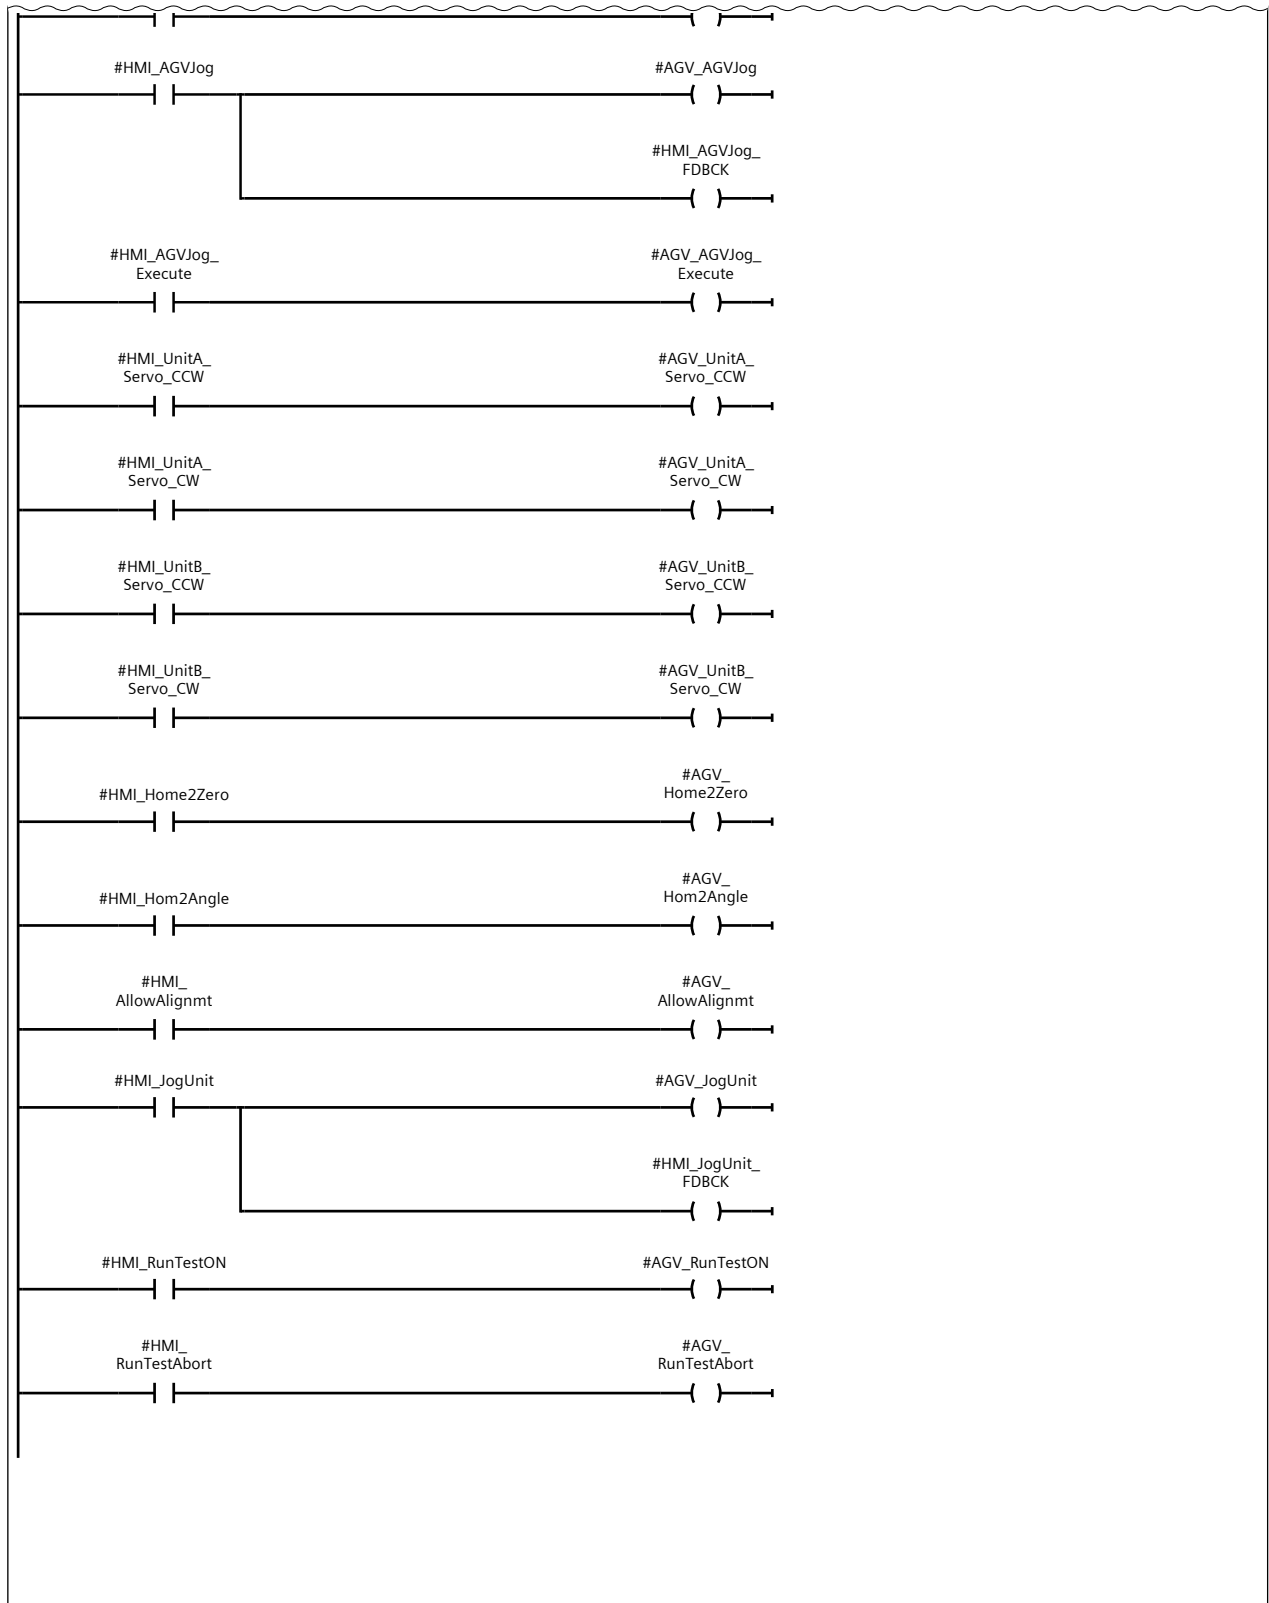 #HMI_AGVJog
#AGV_AGVJog
#HMI_AGVJog_
FDBCK
#HMI_AGVJog_
Execute
#AGV_AGVJog_
Execute
#HMI_UnitA_
Servo_CCW
#AGV_UnitA_
Servo_CCW
#HMI_UnitA_
Servo_CW
#AGV_UnitA_
Servo_CW
#HMI_UnitB_
Servo_CCW
#AGV_UnitB_
Servo_CCW
#HMI_UnitB_
Servo_CW
#AGV_UnitB_
Servo_CW
#HMI_Home2Zero
#AGV_
Home2Zero
#HMI_Hom2Angle
#AGV_
Hom2Angle
#HMI_
AllowAlignmt
#AGV_
AllowAlignmt
#HMI_JogUnit
#AGV_JogUnit
#HMI_JogUnit_
FDBCK
#HMI_RunTestON
#AGV_RunTestON
#HMI_
RunTestAbort
#AGV_
RunTestAbort